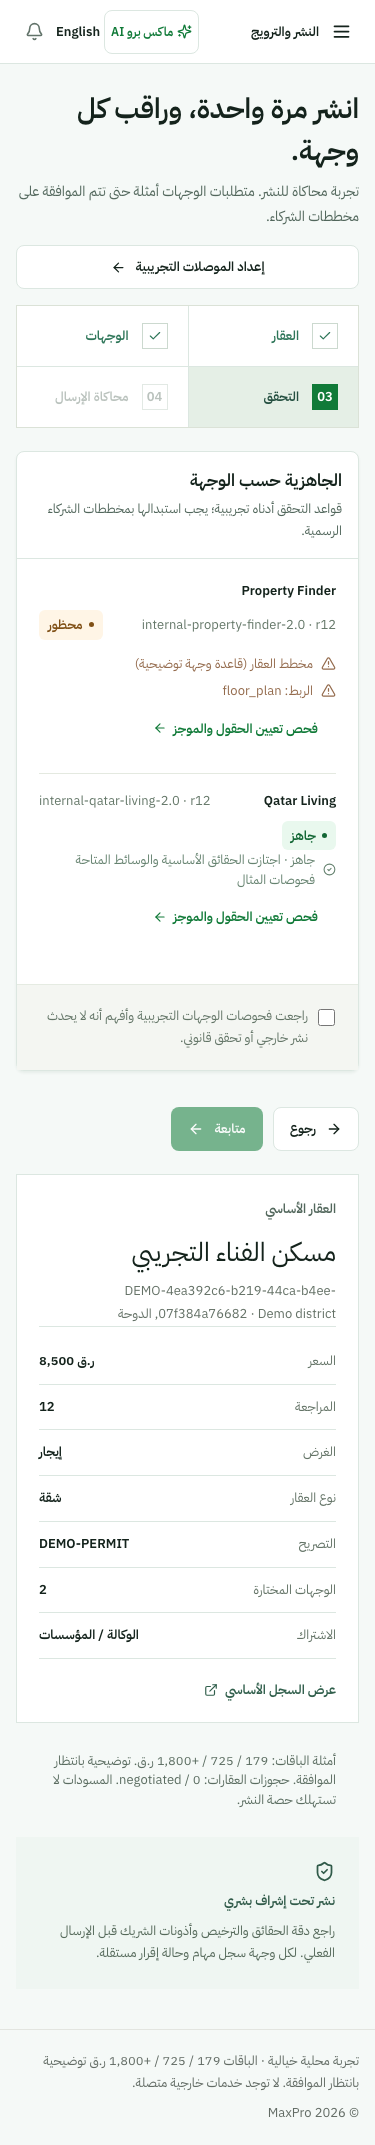 النشر والترويج
ماكس برو AI
English
انشر مرة واحدة، وراقب كل
وجهة.
تجربة محاكاة للنشر. متطلبات الوجهات أمثلة حتى تتم الموافقة على
مخططات الشركاء.
إعداد الموصلات التجريبية
العقار
الوجهات
03 التحقق
04 محاكاة الإرسال
الجاهزية حسب الوجهة
قواعد التحقق أدناه تجريبية؛ يجب استبدالها بمخططات الشركاء
الرسمية.
Property Finder
internal-property-finder-2.0 · r12
محظور
مخطط العقار (قاعدة وجهة توضيحية)
الربط: floor_plan
فحص تعيين الحقول والموجز
Qatar Living
internal-qatar-living-2.0 · r12
جاهز
جاهز · اجتازت الحقائق الأساسية والوسائط المتاحة
فحوصات المثال
فحص تعيين الحقول والموجز
راجعت فحوصات الوجهات التجريبية وأفهم أنه لا يحدث
نشر خارجي أو تحقق قانوني.
رجوع
متابعة
العقار الأساسي
مسكن الفناء التجريبي
DEMO-4ea392c6-b219-44ca-b4ee-
07f384a76682 · Demo district, الدوحة
السعر
ر.ق 8,500
المراجعة
12
الغرض
إيجار
نوع العقار
شقة
التصريح
DEMO-PERMIT
الوجهات المختارة
2
الاشتراك
الوكالة / المؤسسات
عرض السجل الأساسي
أمثلة الباقات: 179 / 725 / +1,800 ر.ق. توضيحية بانتظار
الموافقة. حجوزات العقارات: 0 / negotiated. المسودات لا
تستهلك حصة النشر.
نشر تحت إشراف بشري
راجع دقة الحقائق والترخيص وأذونات الشريك قبل الإرسال
الفعلي. لكل وجهة سجل مهام وحالة إقرار مستقلة.
تجربة محلية خيالية · الباقات 179 / 725 / +1,800 ر.ق توضيحية
بانتظار الموافقة. لا توجد خدمات خارجية متصلة.
© 2026 MaxPro